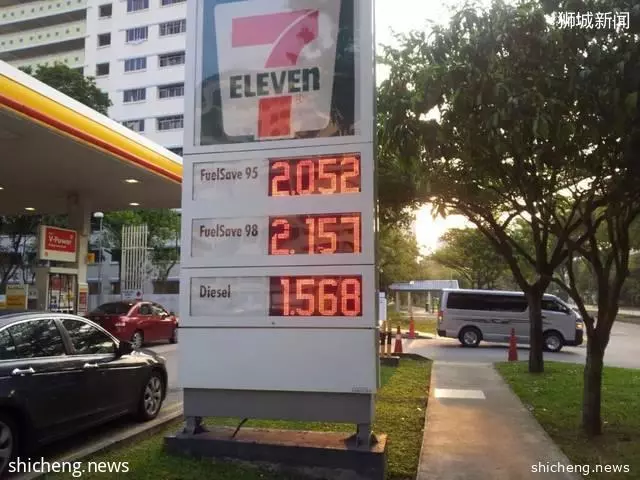 狮城新闻
7
ELEVEn
FuelSave 95 2.052
FuelSave 98 2.157
Diesel 1.568
V-Power
shicheng.news
shicheng.news